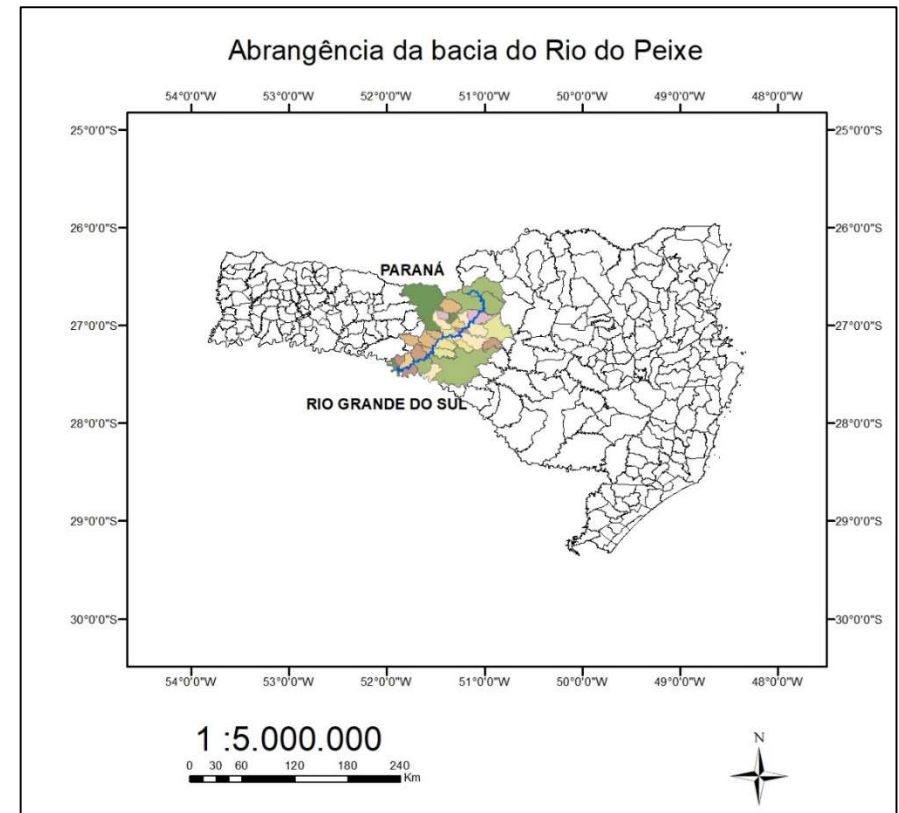 Abrangência da bacia do Rio do Peixe
54°0'0"W 53°0'0"W 52°0'0"W 51°0'0"W 50°0'0"W 49°0'0"W 48°0'0"W
25°0'0"S 25°0'0"S
26°0'0"S 26°0'0"S
PARANÁ
27°0'0"S 27°0'0"S
RIO GRANDE DO SUL
28°0'0"S 28°0'0"S
29°0'0"S 29°0'0"S
30°0'0"S 30°0'0"S
54°0'0"W 53°0'0"W 52°0'0"W 51°0'0"W 50°0'0"W 49°0'0"W 48°0'0"W
1 :5.000.000
N
0 30 60 120 180 240
Km